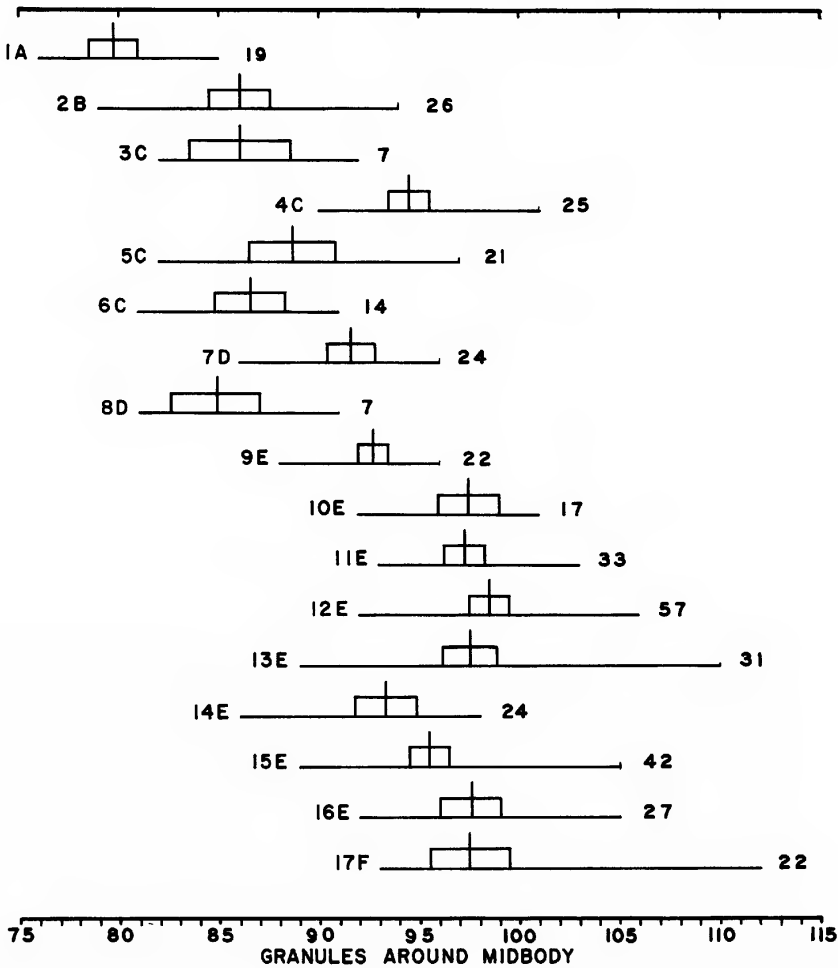 1A 19
2B 26
3C 7
4C 25
5C 21
6C 14
7D 24
8D 7
9E 22
10E 17
11E 33
12E 57
13E 31
14E 24
15E 42
16E 27
17F 22
75 80 85 90 95 100 105 110 115
GRANULES AROUND MIDBODY